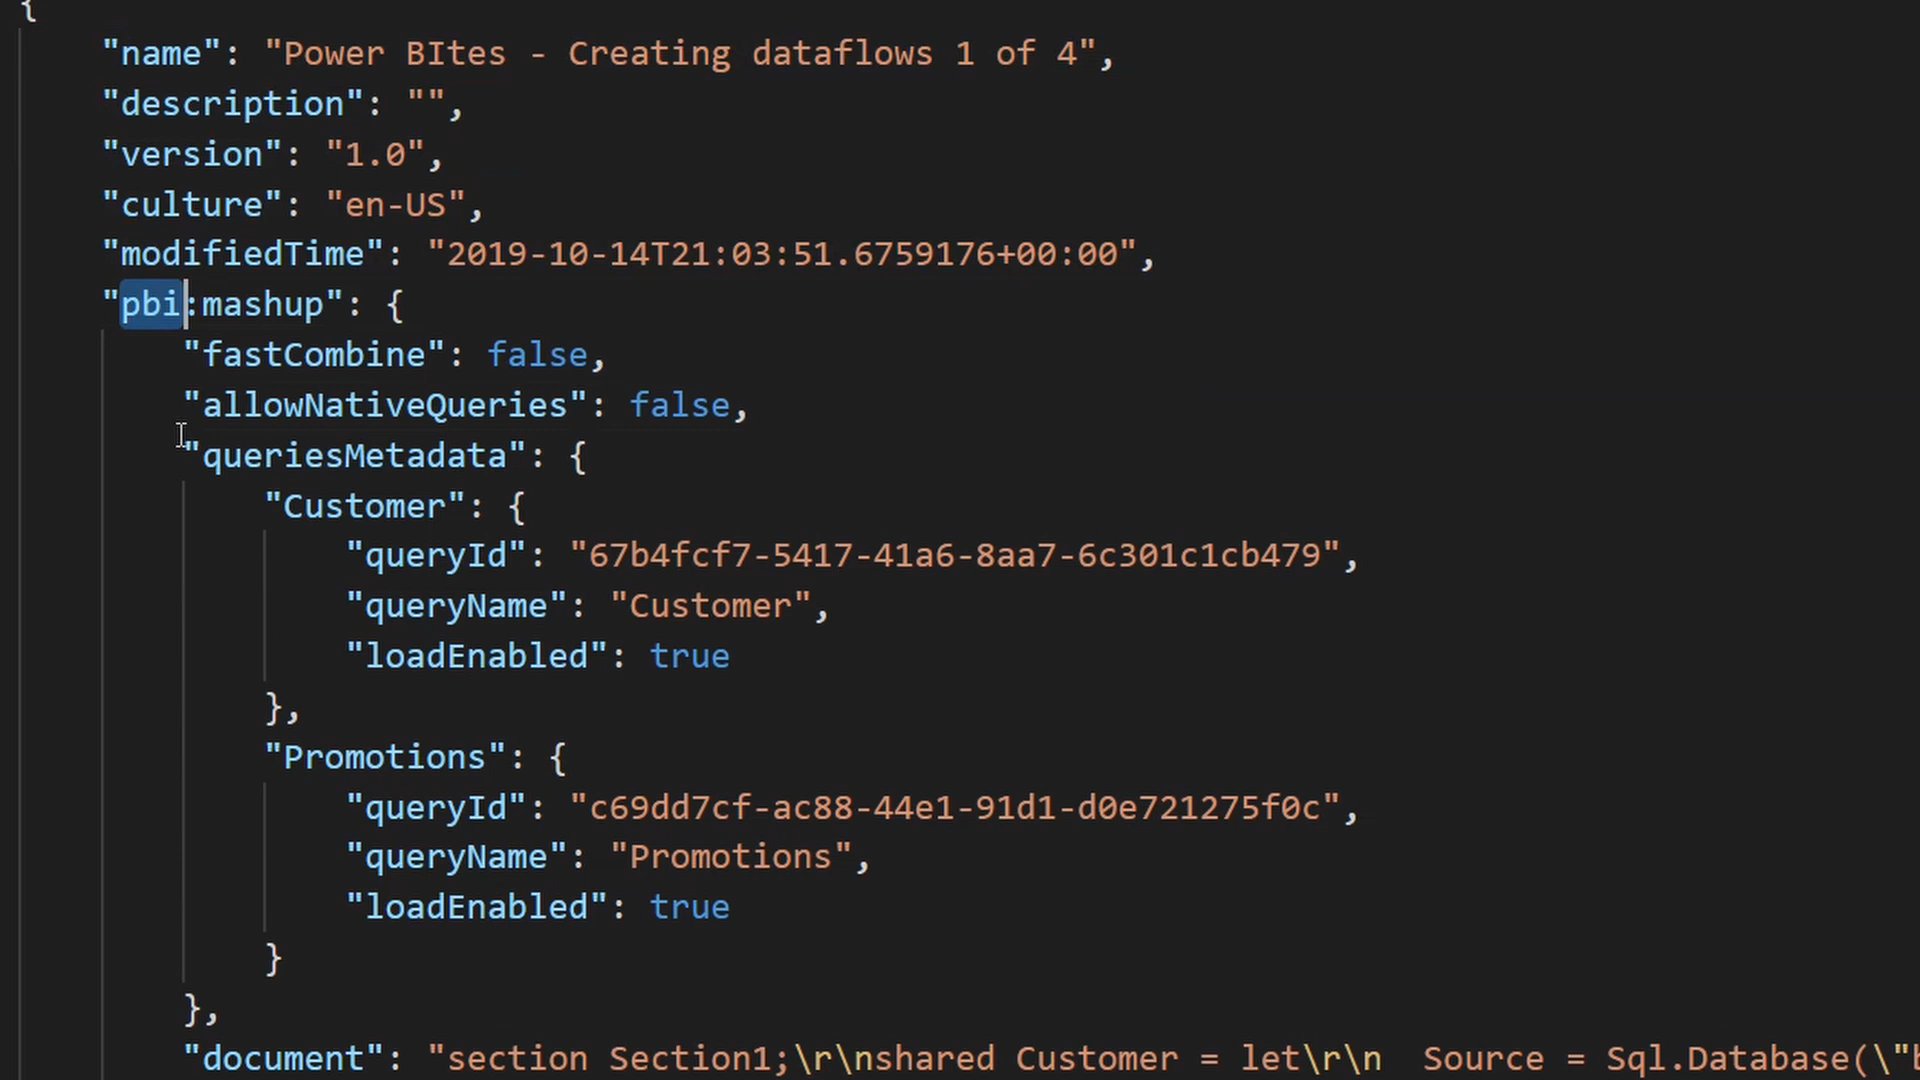 {
"name": "Power BItes - Creating dataflows 1 of 4",
"description": "",
"version": "1.0",
"culture": "en-US",
"modifiedTime": "2019-10-14T21:03:51.6759176+00:00",
"pbi:mashup": {
"fastCombine": false,
"allowNativeQueries": false,
"queriesMetadata": {
"Customer": {
"queryId": "67b4fcf7-5417-41a6-8aa7-6c301c1cb479",
"queryName": "Customer",
"loadEnabled": true
},
"Promotions": {
"queryId": "c69dd7cf-ac88-44e1-91d1-d0e721275f0c",
"queryName": "Promotions",
"loadEnabled": true
}
},
"document": "section Section1;\r\nshared Customer = let\r\n  Source = Sql.Database(\"